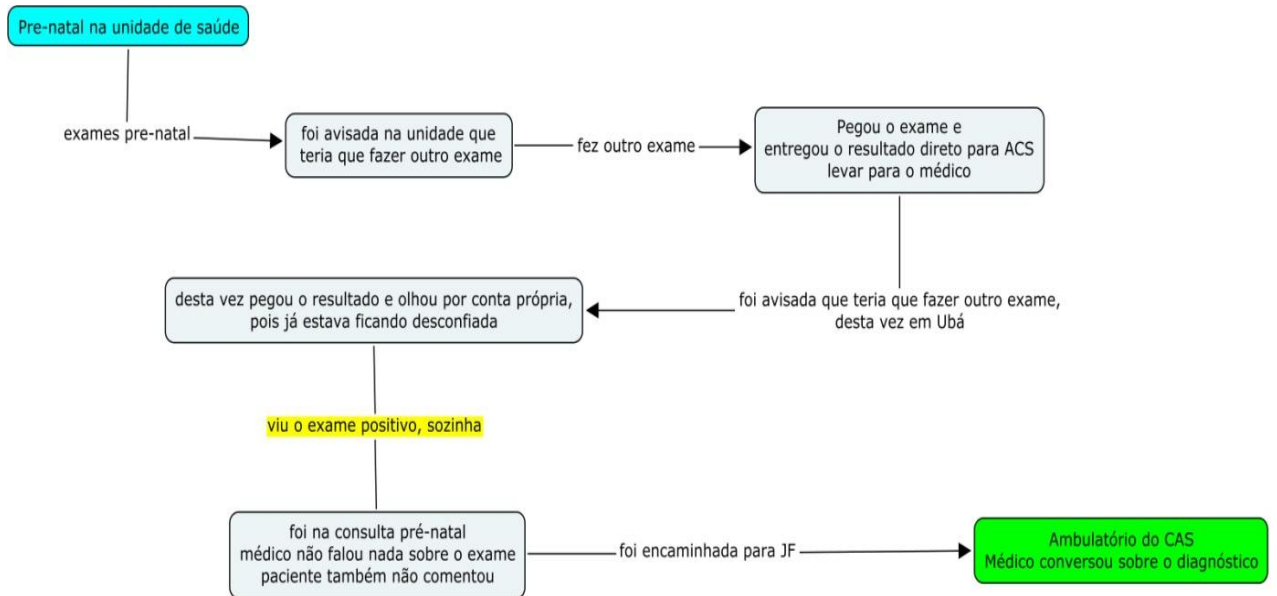 Pre-natal na unidade de saúde
exames pre-natal
foi avisada na unidade que
teria que fazer outro exame
fez outro exame
Pegou o exame e
entregou o resultado direto para ACS
levar para o médico
foi avisada que teria que fazer outro exame,
desta vez em Ubá
desta vez pegou o resultado e olhou por conta própria,
pois já estava ficando desconfiada
viu o exame positivo, sozinha
foi na consulta pré-natal
médico não falou nada sobre o exame
paciente também não comentou
foi encaminhada para JF
Ambulatório do CAS
Médico conversou sobre o diagnóstico